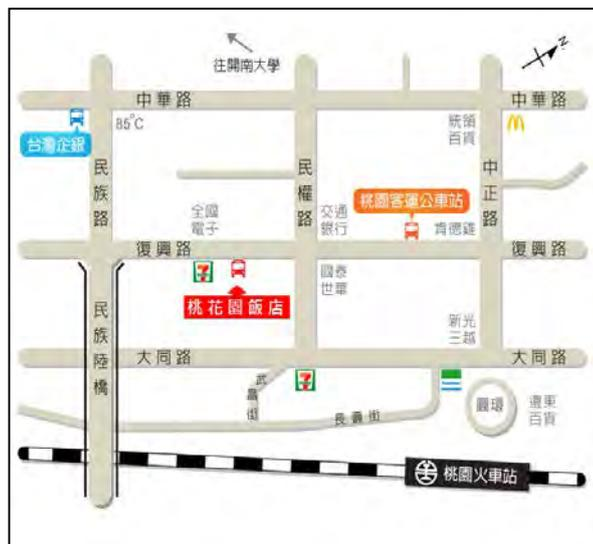 往開南大學
N
中華路
中華路
85°C
台灣企銀
統領
百貨
民族路
民權路
中正路
全國
電子
交通
銀行
桃園客運公車站
肯德雞
復興路
復興路
7
國泰
世華
桃花園飯店
民族陸橋
新光
三越
大同路
大同路
武昌街
7
圓環
遠東
百貨
長壽街
桃園火車站